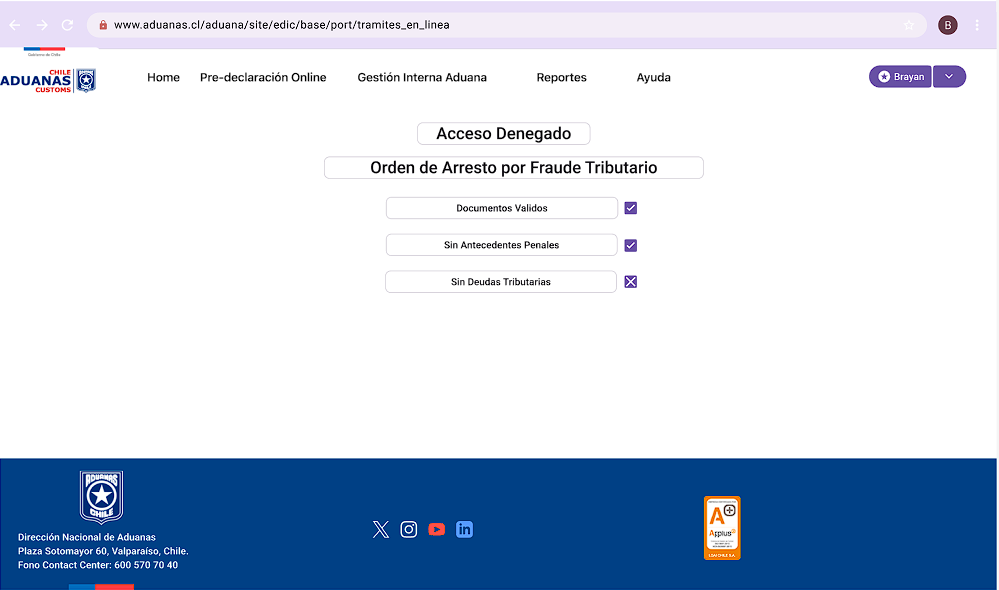 www.aduanas.cl/aduana/site/edic/base/port/tramites_en_linea
B
Gobierno de Chile
CHILE
ADUANAS
CUSTOMS
Home
Pre-declaración Online
Gestión Interna Aduana
Reportes
Ayuda
Brayan
Acceso Denegado
Orden de Arresto por Fraude Tributario
Documentos Validos
Sin Antecedentes Penales
Sin Deudas Tributarias
ADUANAS
CHILE
Dirección Nacional de Aduanas
Plaza Sotomayor 60, Valparaíso, Chile.
Fono Contact Center: 600 570 70 40
A+
Applus